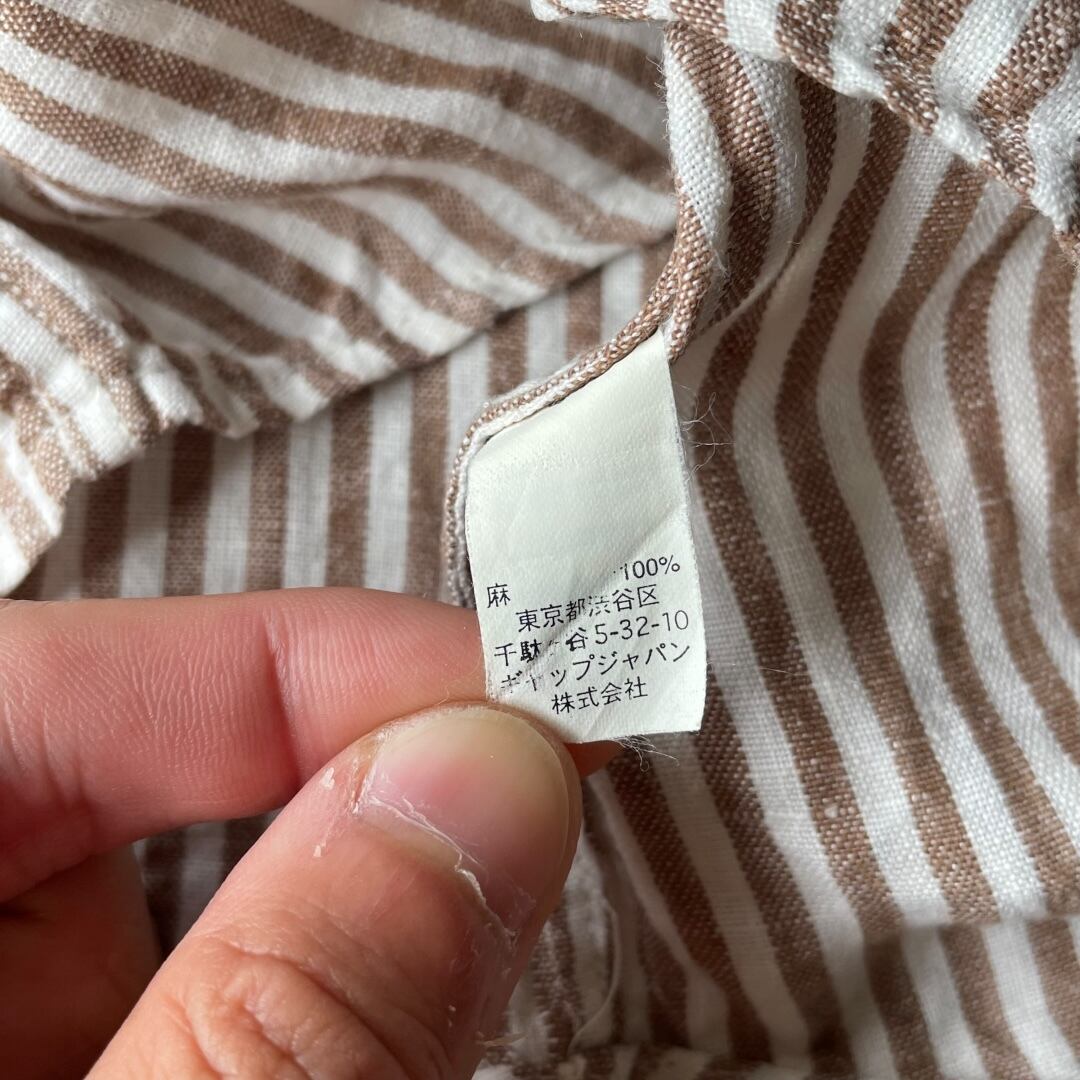 麻 100%
東京都渋谷区
千駄ヶ谷5-32-10
ギャップジャパン
株式会社